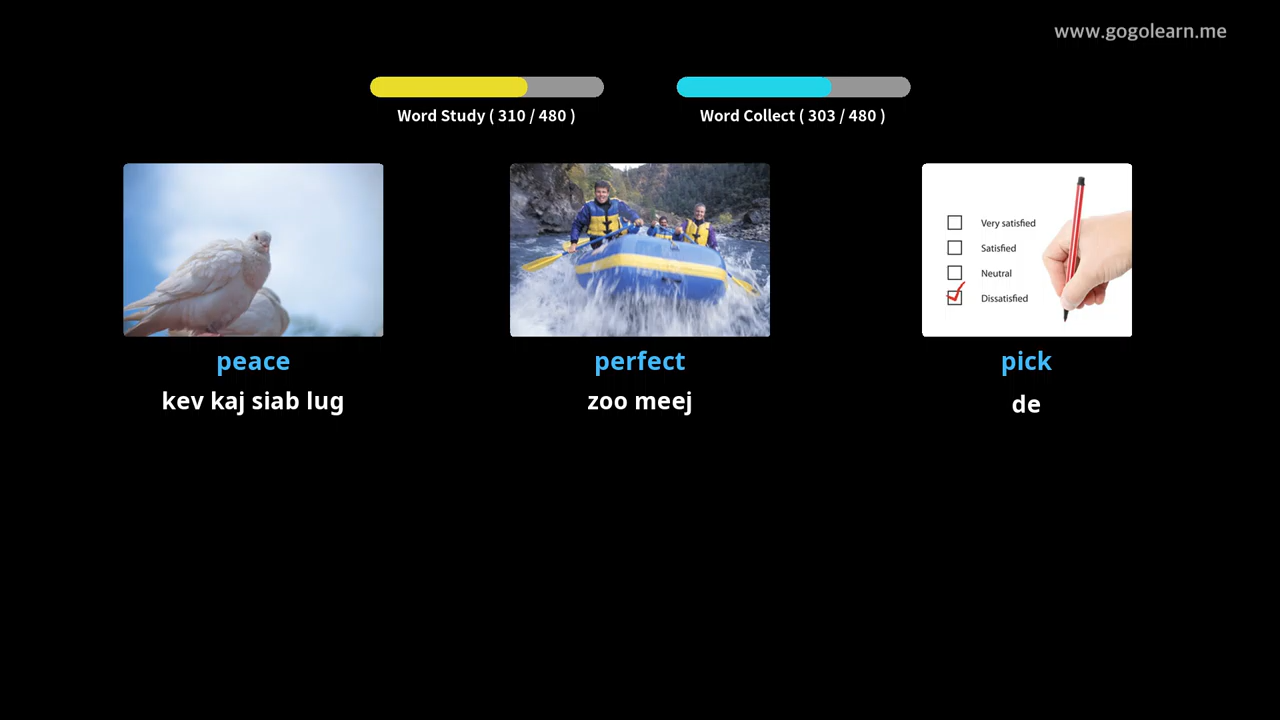 www.gogolearn.me
Word Study ( 310 / 480 )
Word Collect ( 303 / 480 )
Very satisfied
Satisfied
Neutral
Dissatisfied
peace
perfect
pick
kev kaj siab lug
zoo meej
de